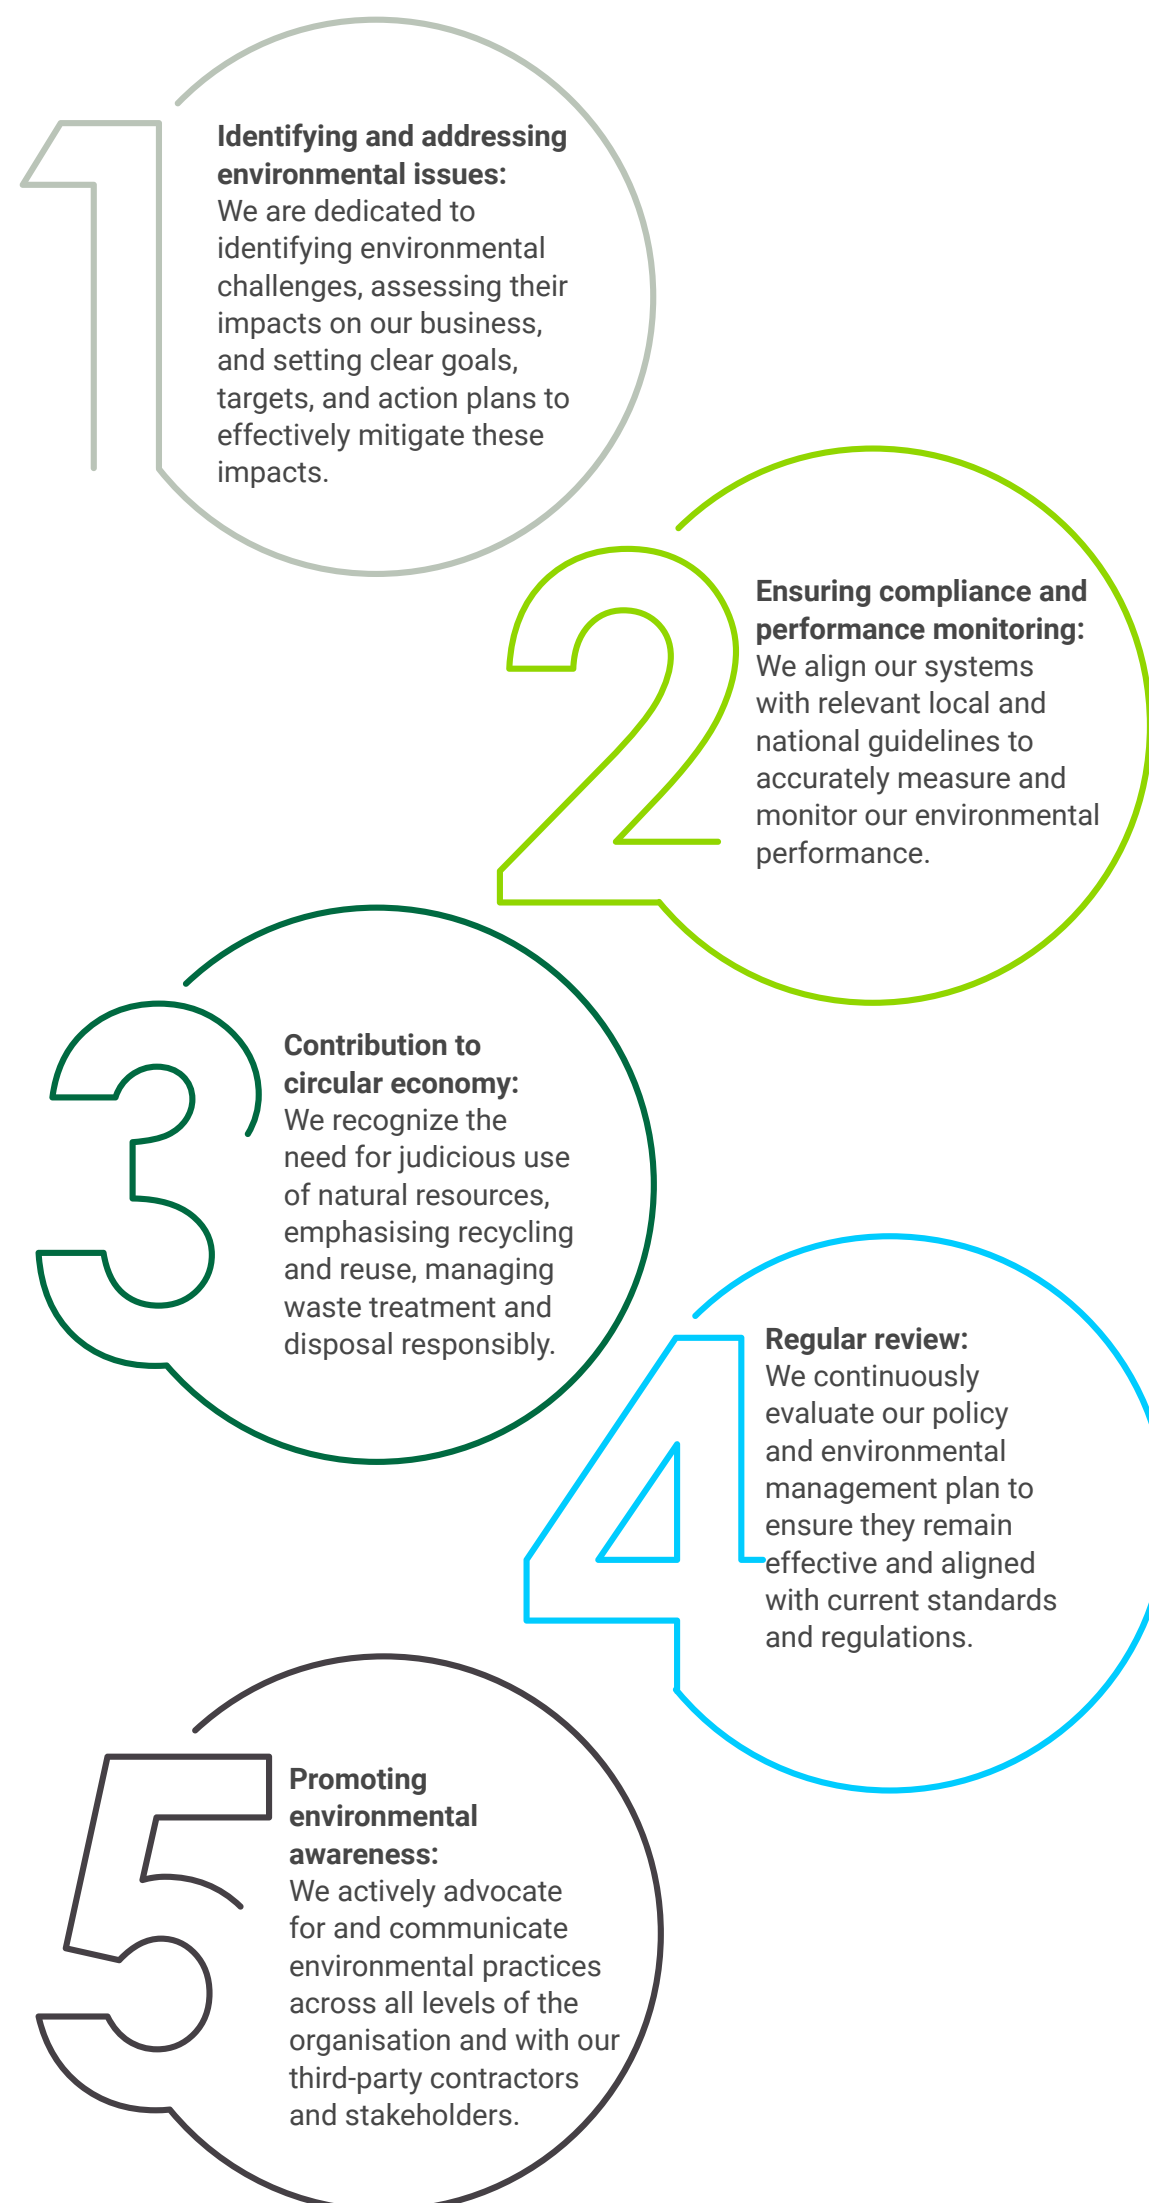 1
Identifying and addressing
environmental issues:
We are dedicated to
identifying environmental
challenges, assessing their
impacts on our business,
and setting clear goals,
targets, and action plans to
effectively mitigate these
impacts.
2
Ensuring compliance and
performance monitoring:
We align our systems
with relevant local and
national guidelines to
accurately measure and
monitor our environmental
performance.
3
Contribution to
circular economy:
We recognize the
need for judicious use
of natural resources,
emphasising recycling
and reuse, managing
waste treatment and
disposal responsibly.
4
Regular review:
We continuously
evaluate our policy
and environmental
management plan to
ensure they remain
effective and aligned
with current standards
and regulations.
5
Promoting
environmental
awareness:
We actively advocate
for and communicate
environmental practices
across all levels of the
organisation and with our
third-party contractors
and stakeholders.